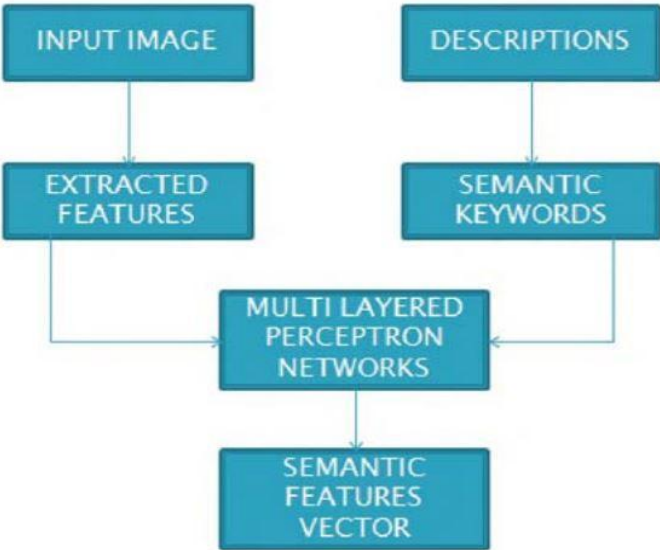 INPUT IMAGE
DESCRIPTIONS
EXTRACTED
FEATURES
SEMANTIC
KEYWORDS
MULTI LAYERED
PERCEPTRON
NETWORKS
SEMANTIC
FEATURES
VECTOR